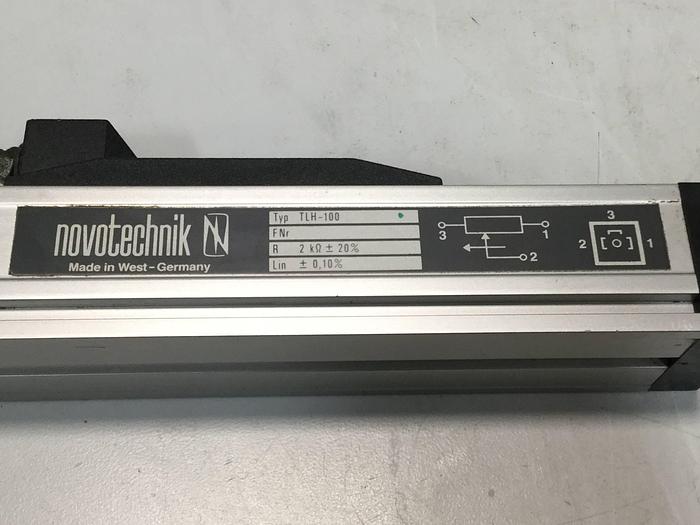 novotechnik
Made in West-Germany
Typ TLH-100
FNr
R 2 kΩ ± 20%
Lin ± 0,10%
3 1
2
3
2 1